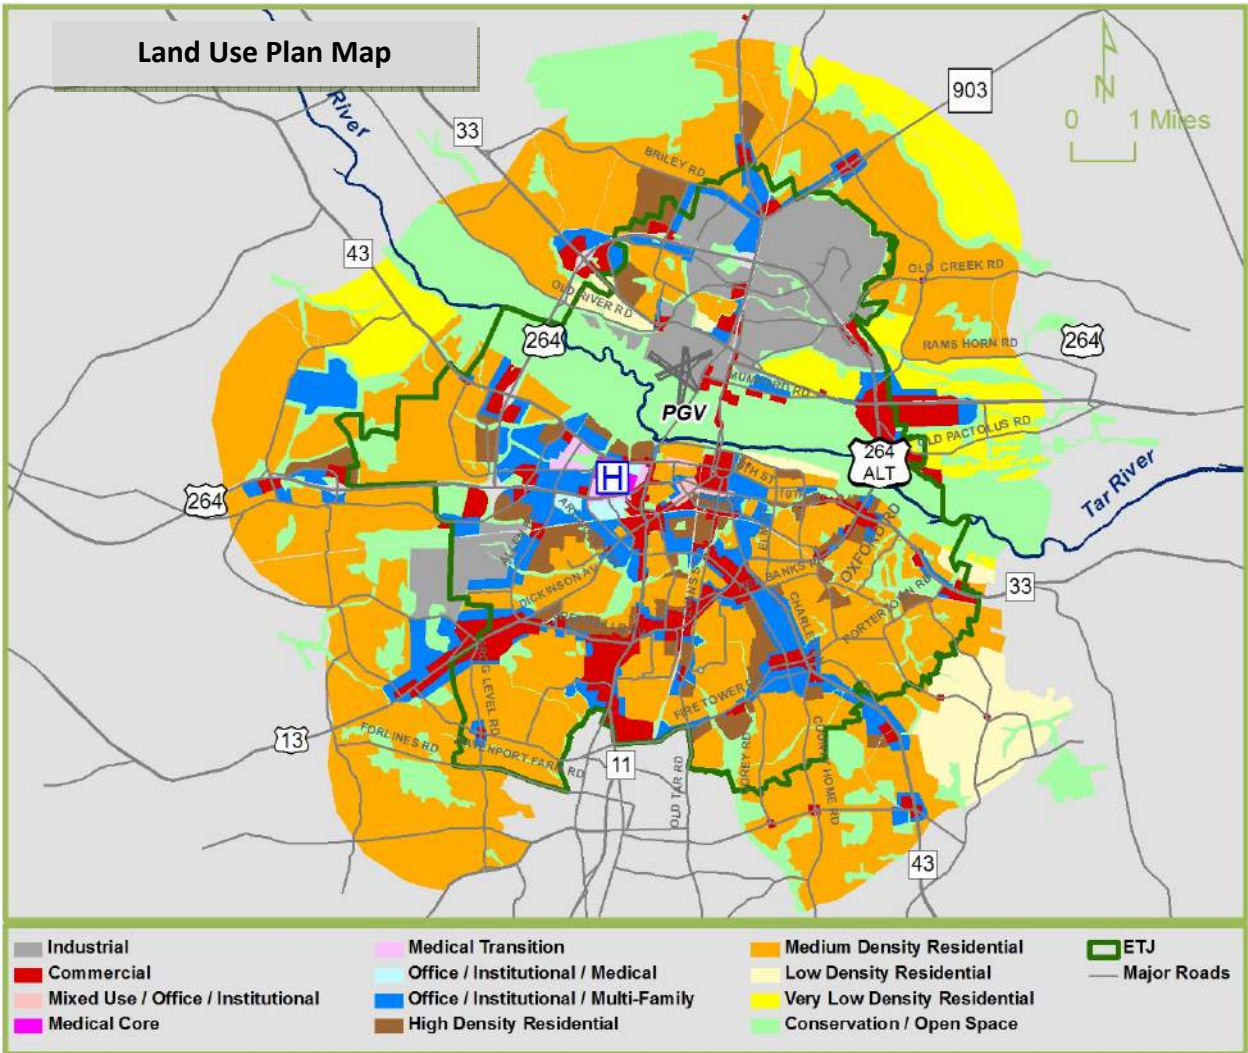 Land Use Plan Map
River
33
903
N
0 1 Miles
BRILEY RD
43
OLD CREEK RD
OLD RIVER RD
264
RAMS HORN RD
264
MUMFORD RD
PGV
OLD PACTOLUS RD
264
ALT
Tar River
H
5TH ST
264
OXFORD RD
DICKINSON AV
33
PORTERTOWN RD
FIRE TOWER
13
FORLINES RD
11
OLD TAR RD
COREY RD
COUNTY HOME RD
43
Industrial
Commercial
Mixed Use / Office / Institutional
Medical Core
Medical Transition
Office / Institutional / Medical
Office / Institutional / Multi-Family
High Density Residential
Medium Density Residential
Low Density Residential
Very Low Density Residential
Conservation / Open Space
ETJ
Major Roads